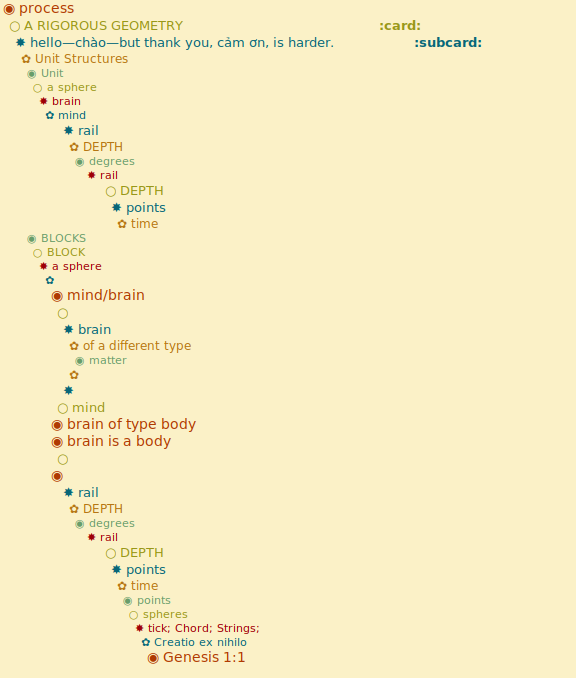 process
A RIGOROUS GEOMETRY :card:
hello—chào—but thank you, cảm ơn, is harder. :subcard:
Unit Structures
Unit
a sphere
brain
mind
rail
DEPTH
degrees
rail
DEPTH
points
time
BLOCKS
BLOCK
a sphere
mind/brain
brain
of a different type
matter
mind
brain of type body
brain is a body
rail
DEPTH
degrees
rail
DEPTH
points
time
points
spheres
tick; Chord; Strings;
Creatio ex nihilo
Genesis 1:1